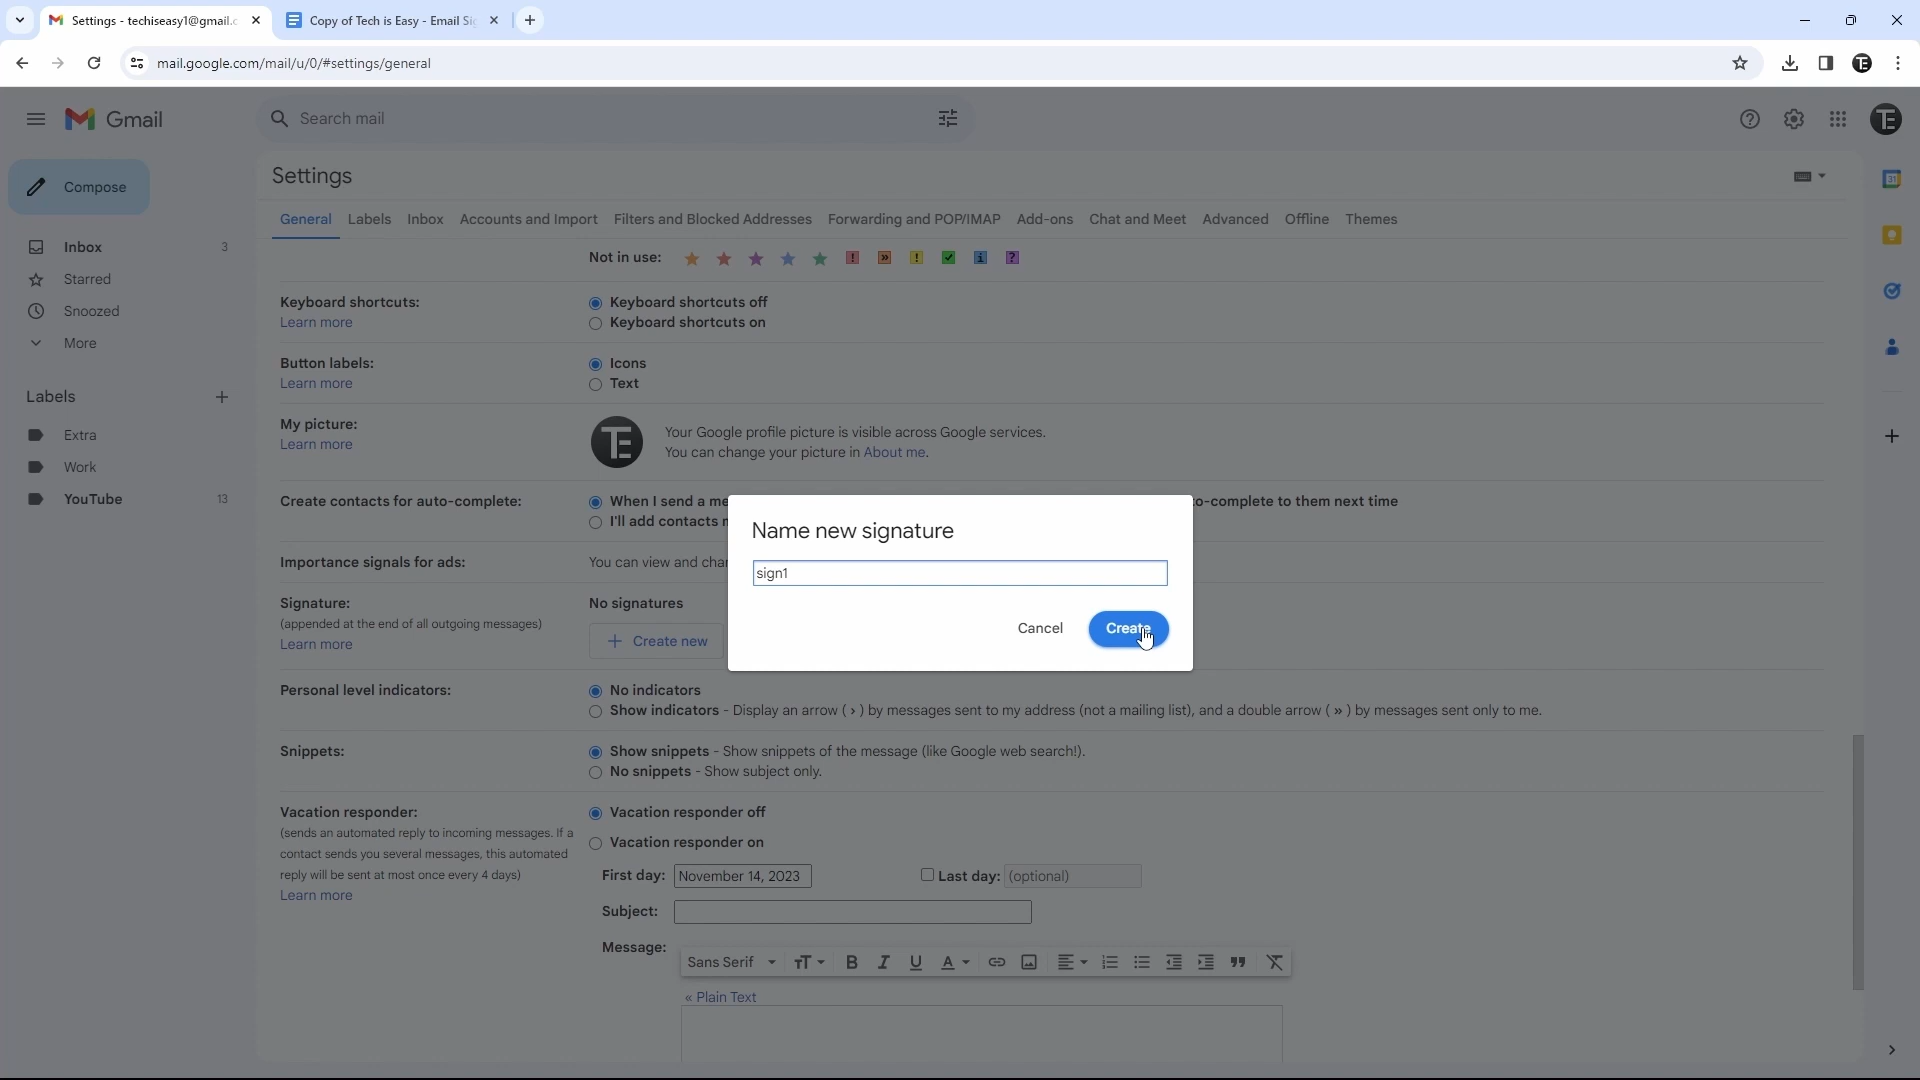 Settings - techiseasy1@gmail.c
Copy of Tech is Easy - Email Si
mail.google.com/mail/u/0/#settings/general
Gmail
Search mail
TE
Compose
Inbox 3
Starred
Snoozed
More
Labels
Extra
Work
YouTube 13
Settings
General Labels Inbox Accounts and Import Filters and Blocked Addresses Forwarding and POP/IMAP Add-ons Chat and Meet Advanced Offline Themes
Not in use:
Keyboard shortcuts:
Learn more
Keyboard shortcuts off
Keyboard shortcuts on
Button labels:
Learn more
Icons
Text
My picture:
Learn more
TE
Your Google profile picture is visible across Google services.
You can change your picture in About me.
Create contacts for auto-complete:
When I send a me
o-complete to them next time
I'll add contacts m
Importance signals for ads:
You can view and char
Signature:
(appended at the end of all outgoing messages)
Learn more
No signatures
Create new
Name new signature
sign1
Cancel Create
Personal level indicators:
No indicators
Show indicators - Display an arrow ( › ) by messages sent to my address (not a mailing list), and a double arrow ( » ) by messages sent only to me.
Snippets:
Show snippets - Show snippets of the message (like Google web search!).
No snippets - Show subject only.
Vacation responder:
(sends an automated reply to incoming messages. If a
contact sends you several messages, this automated
reply will be sent at most once every 4 days)
Learn more
Vacation responder off
Vacation responder on
First day: November 14, 2023 Last day: (optional)
Subject:
Message:
Sans Serif
« Plain Text